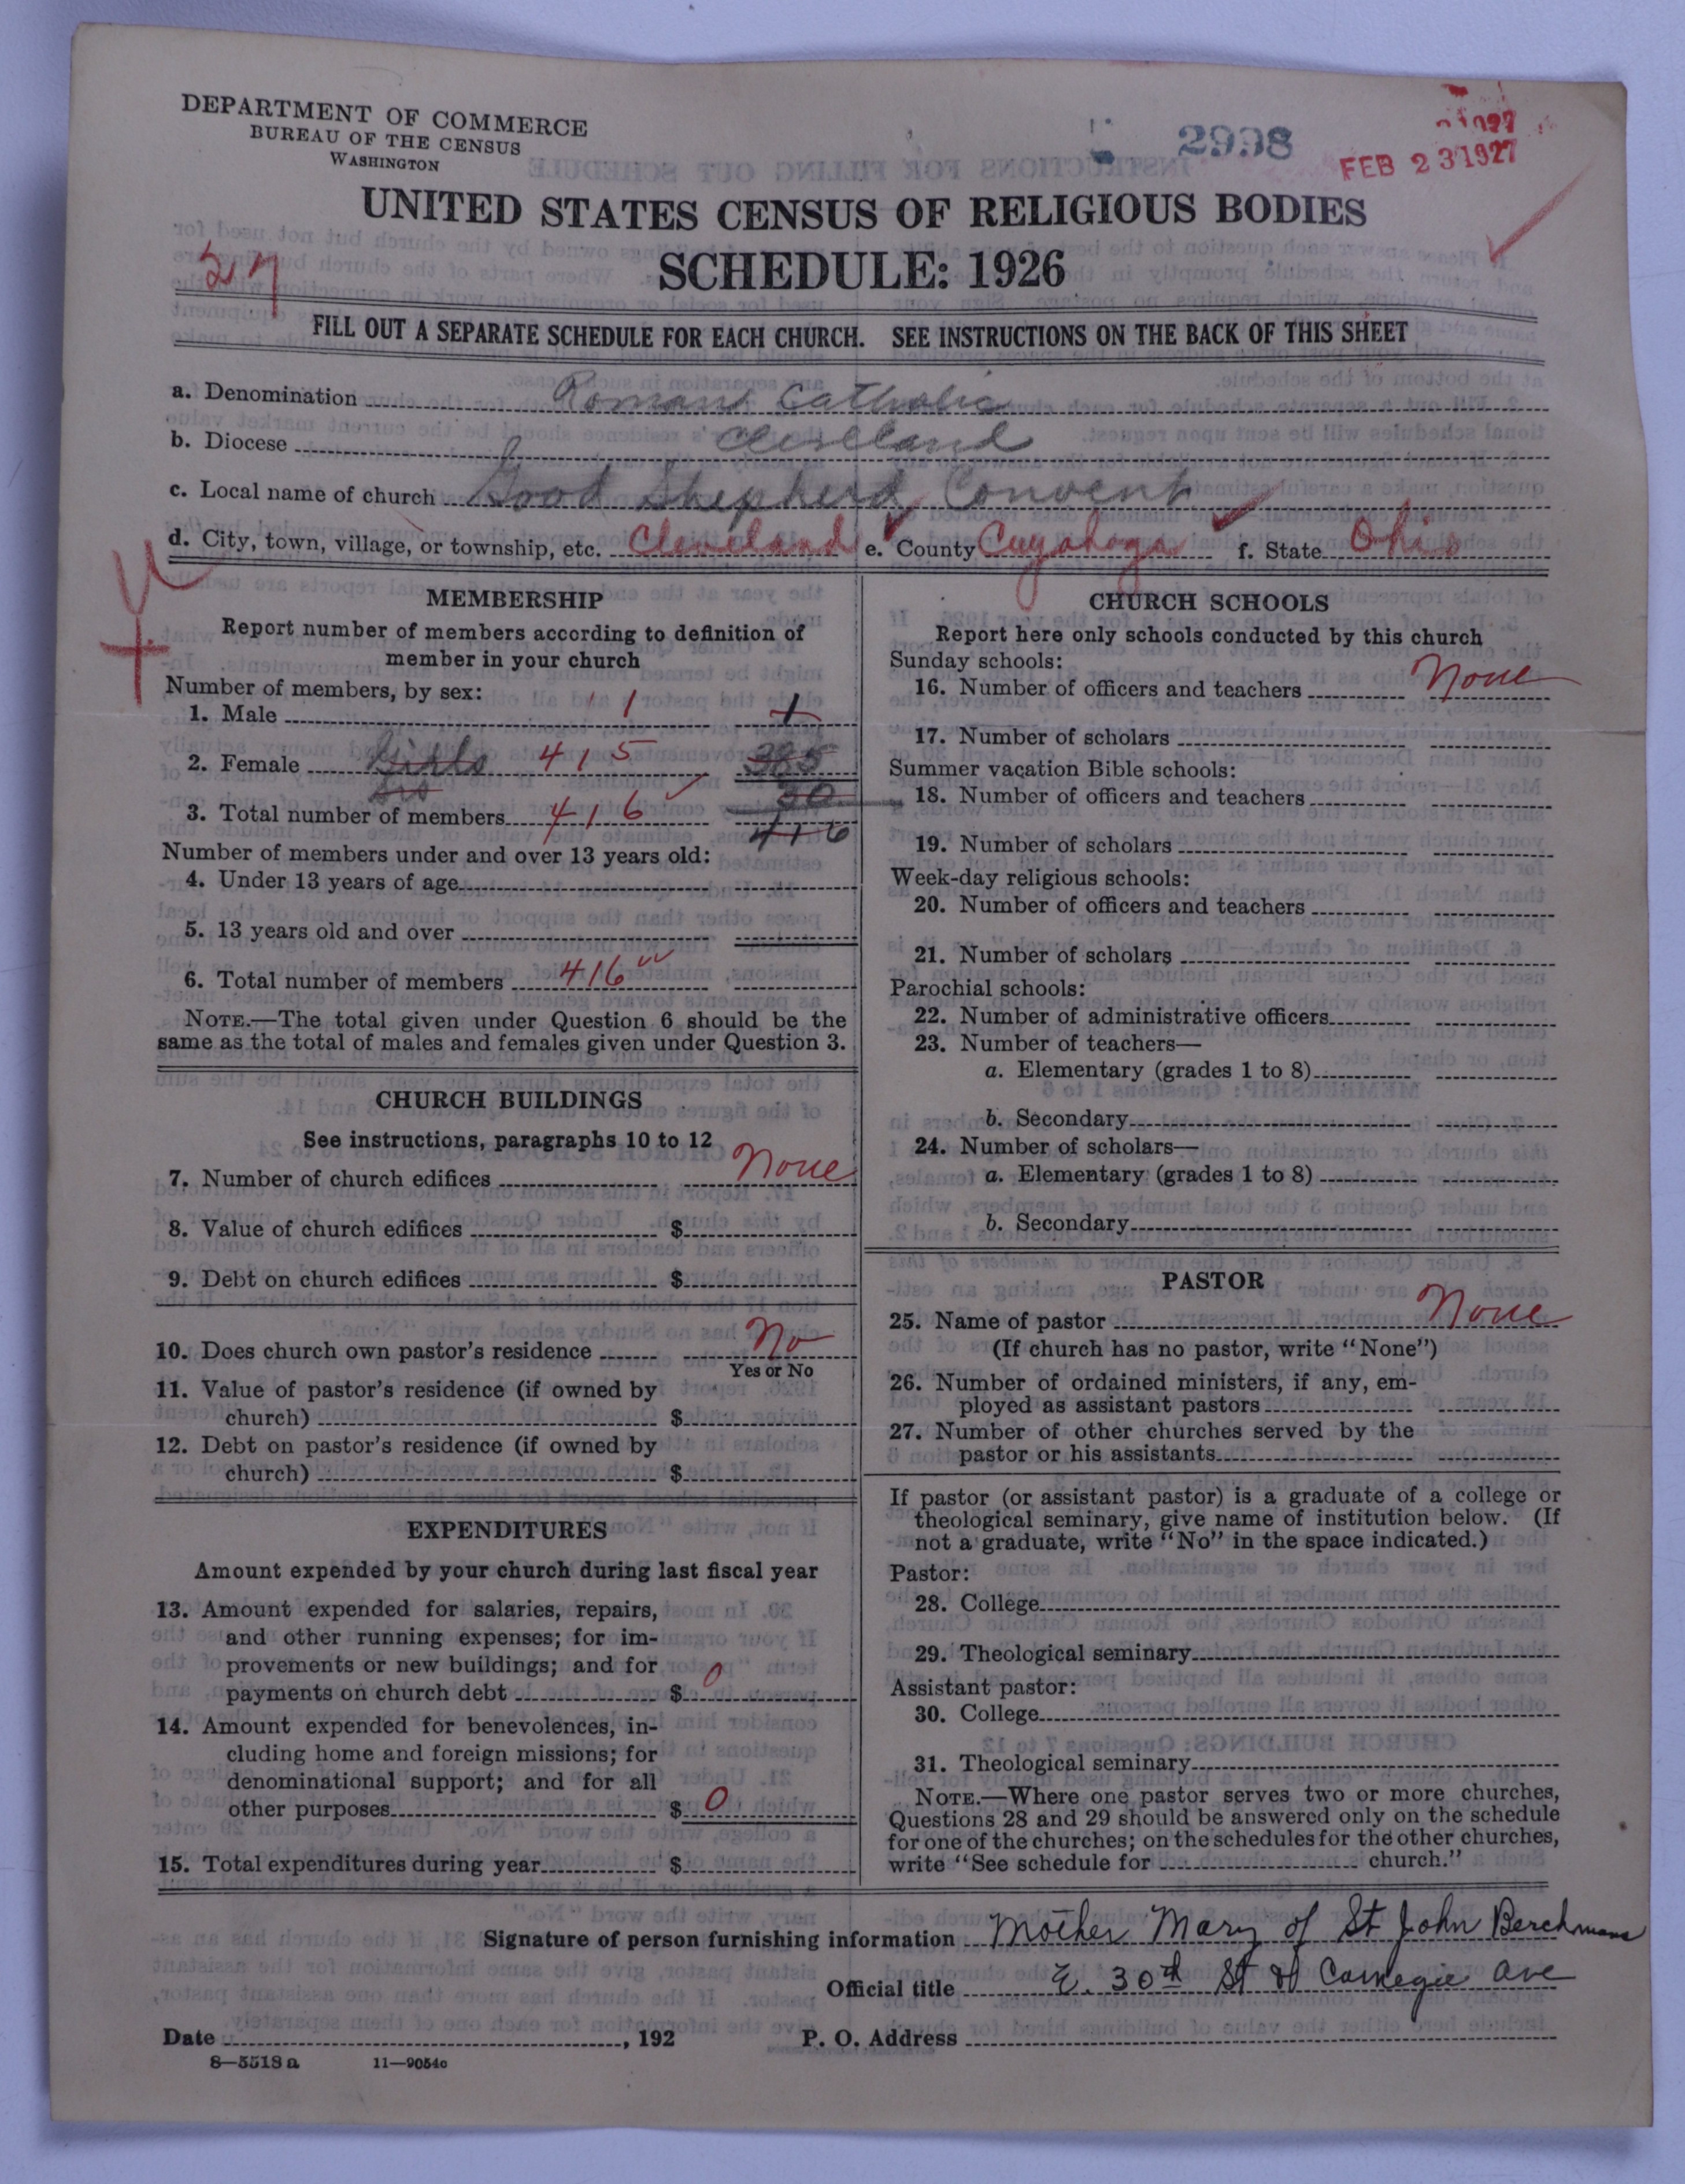 DEPARTMENT OF COMMERCE
BUREAU OF THE CENSUS
WASHINGTON
2998
1927
FEB 23 1927
UNITED STATES CENSUS OF RELIGIOUS BODIES
27
SCHEDULE: 1926
FILL OUT A SEPARATE SCHEDULE FOR EACH CHURCH. SEE INSTRUCTIONS ON THE BACK OF THIS SHEET
a. Denomination Roman Catholic
b. Diocese Cleveland
c. Local name of church Good Shepherd Convent
d. City, town, village, or township, etc. Cleveland e. County Cuyahoga f. State Ohio
MEMBERSHIP
Report number of members according to definition of
member in your church
Number of members, by sex:
1. Male 1 1
2. Female Girls 415 385
Srs 30
3. Total number of members 416 416
Number of members under and over 13 years old:
4. Under 13 years of age
5. 13 years old and over
6. Total number of members 416
NOTE.—The total given under Question 6 should be the
same as the total of males and females given under Question 3.
CHURCH BUILDINGS
See instructions, paragraphs 10 to 12
7. Number of church edifices None
8. Value of church edifices $
9. Debt on church edifices $
10. Does church own pastor's residence No
Yes or No
11. Value of pastor's residence (if owned by
church) $
12. Debt on pastor's residence (if owned by
church) $
EXPENDITURES
Amount expended by your church during last fiscal year
13. Amount expended for salaries, repairs,
and other running expenses; for im-
provements or new buildings; and for
payments on church debt $ 0
14. Amount expended for benevolences, in-
cluding home and foreign missions; for
denominational support; and for all
other purposes $ 0
15. Total expenditures during year $
CHURCH SCHOOLS
Report here only schools conducted by this church
Sunday schools:
16. Number of officers and teachers None
17. Number of scholars
Summer vacation Bible schools:
18. Number of officers and teachers
19. Number of scholars
Week-day religious schools:
20. Number of officers and teachers
21. Number of scholars
Parochial schools:
22. Number of administrative officers
23. Number of teachers—
a. Elementary (grades 1 to 8)
b. Secondary
24. Number of scholars—
a. Elementary (grades 1 to 8)
b. Secondary
PASTOR
25. Name of pastor None
(If church has no pastor, write "None")
26. Number of ordained ministers, if any, em-
ployed as assistant pastors
27. Number of other churches served by the
pastor or his assistants
If pastor (or assistant pastor) is a graduate of a college or
theological seminary, give name of institution below. (If
not a graduate, write "No" in the space indicated.)
Pastor:
28. College
29. Theological seminary
Assistant pastor:
30. College
31. Theological seminary
NOTE.—Where one pastor serves two or more churches,
Questions 28 and 29 should be answered only on the schedule
for one of the churches; on the schedules for the other churches,
write "See schedule for church."
Signature of person furnishing information Mother Mary of St John Berchmans
Official title E. 30th St & Carnegie Ave
Date , 192 P. O. Address
8—5518 a 11—9054c